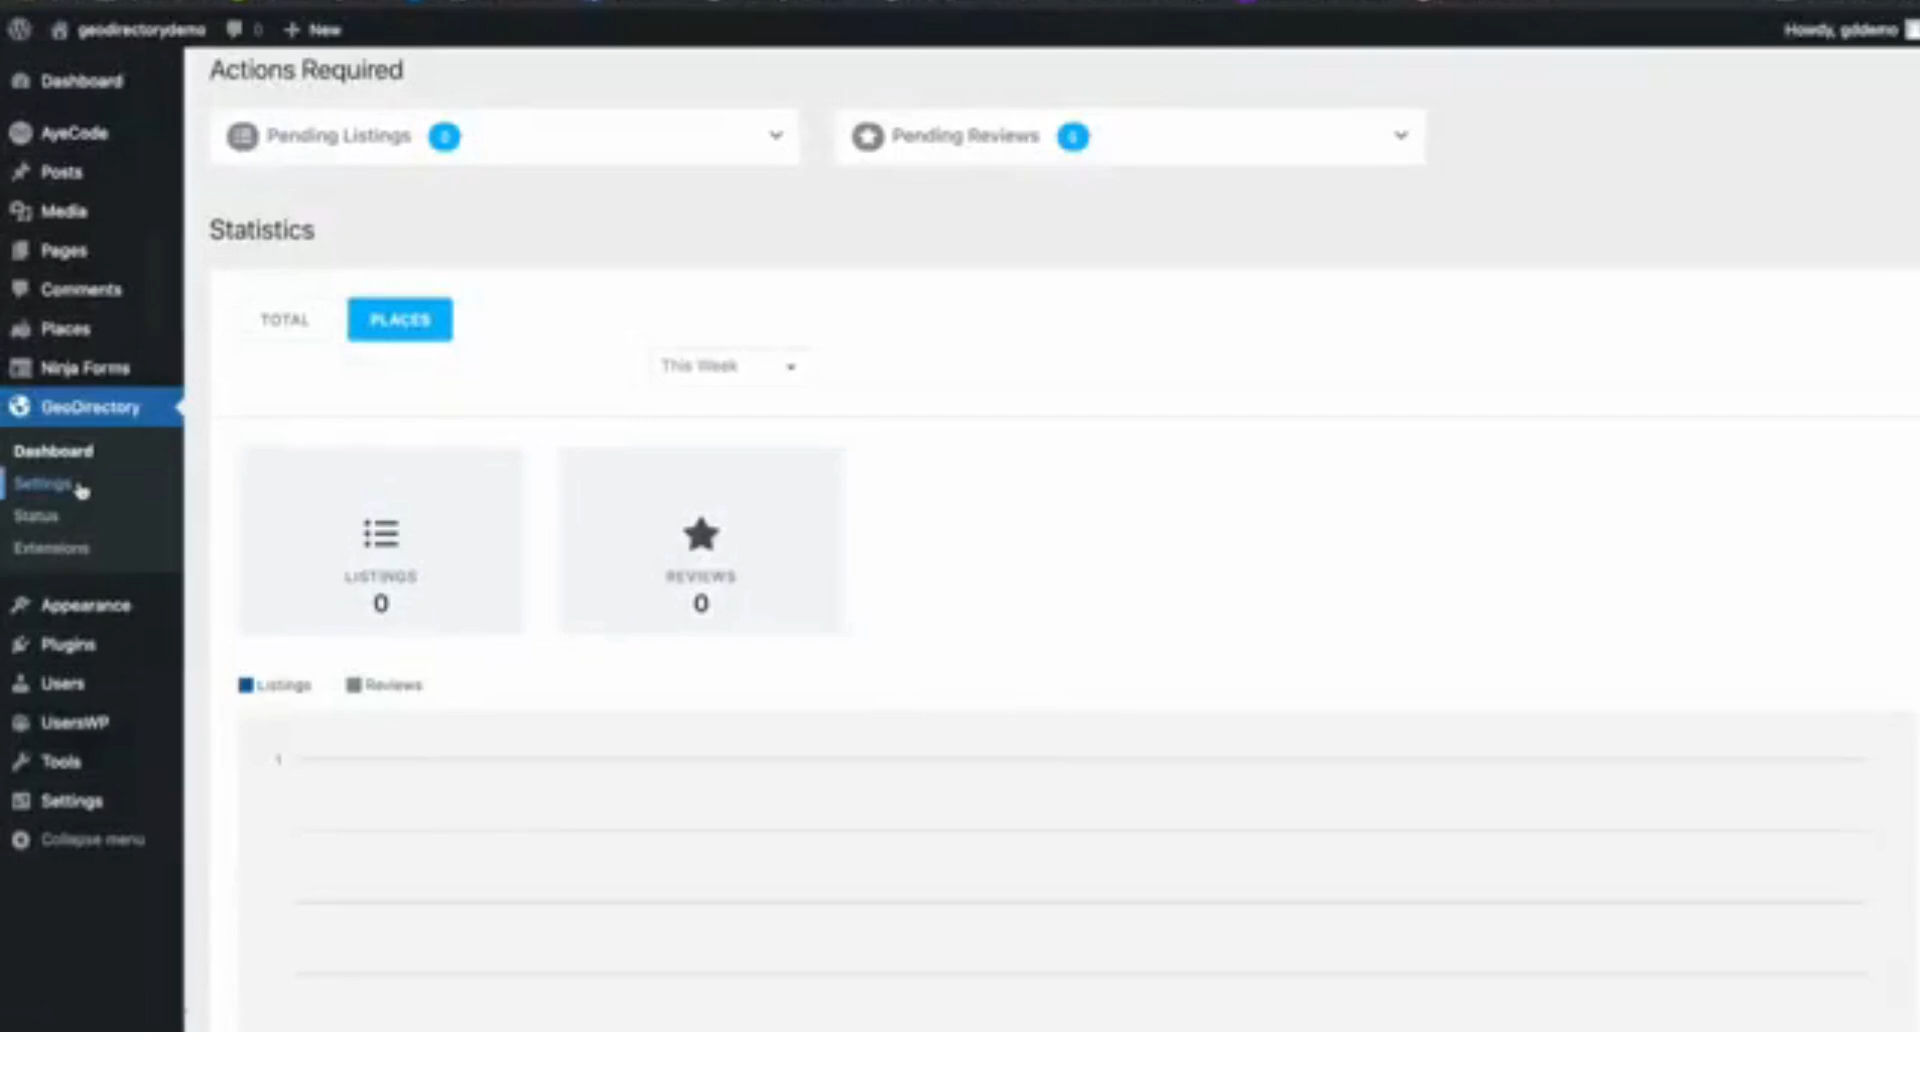 geodirectorydemo 0 + New Howdy, gddemo
Dashboard
AyeCode
Posts
Media
Pages
Comments
Places
Ninja Forms
GeoDirectory
Dashboard
Settings
Status
Extensions
Appearance
Plugins
Users
UsersWP
Tools
Settings
Collapse menu
Actions Required
Pending Listings
Pending Reviews
Statistics
TOTAL PLACES
This Week
LISTINGS
0
REVIEWS
0
Listings Reviews
1